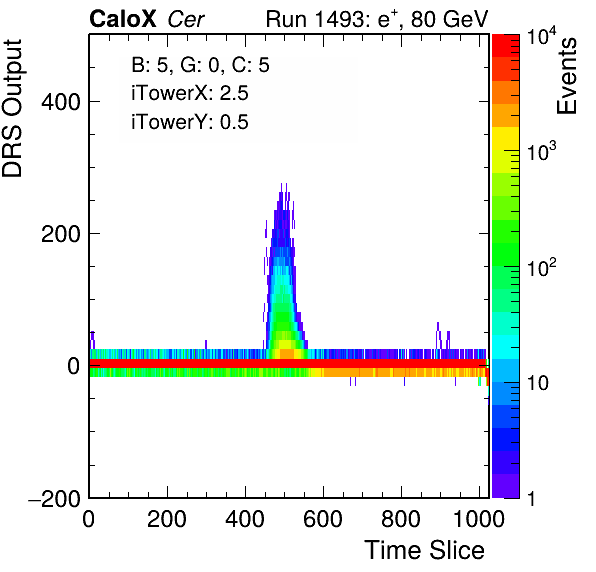 CaloX Cer Run 1493: e+, 80 GeV
B: 5, G: 0, C: 5
iTowerX: 2.5
iTowerY: 0.5
DRS Output
400
200
0
−200
0 200 400 600 800 1000
Time Slice
Events
10^4
10^3
10^2
10
1